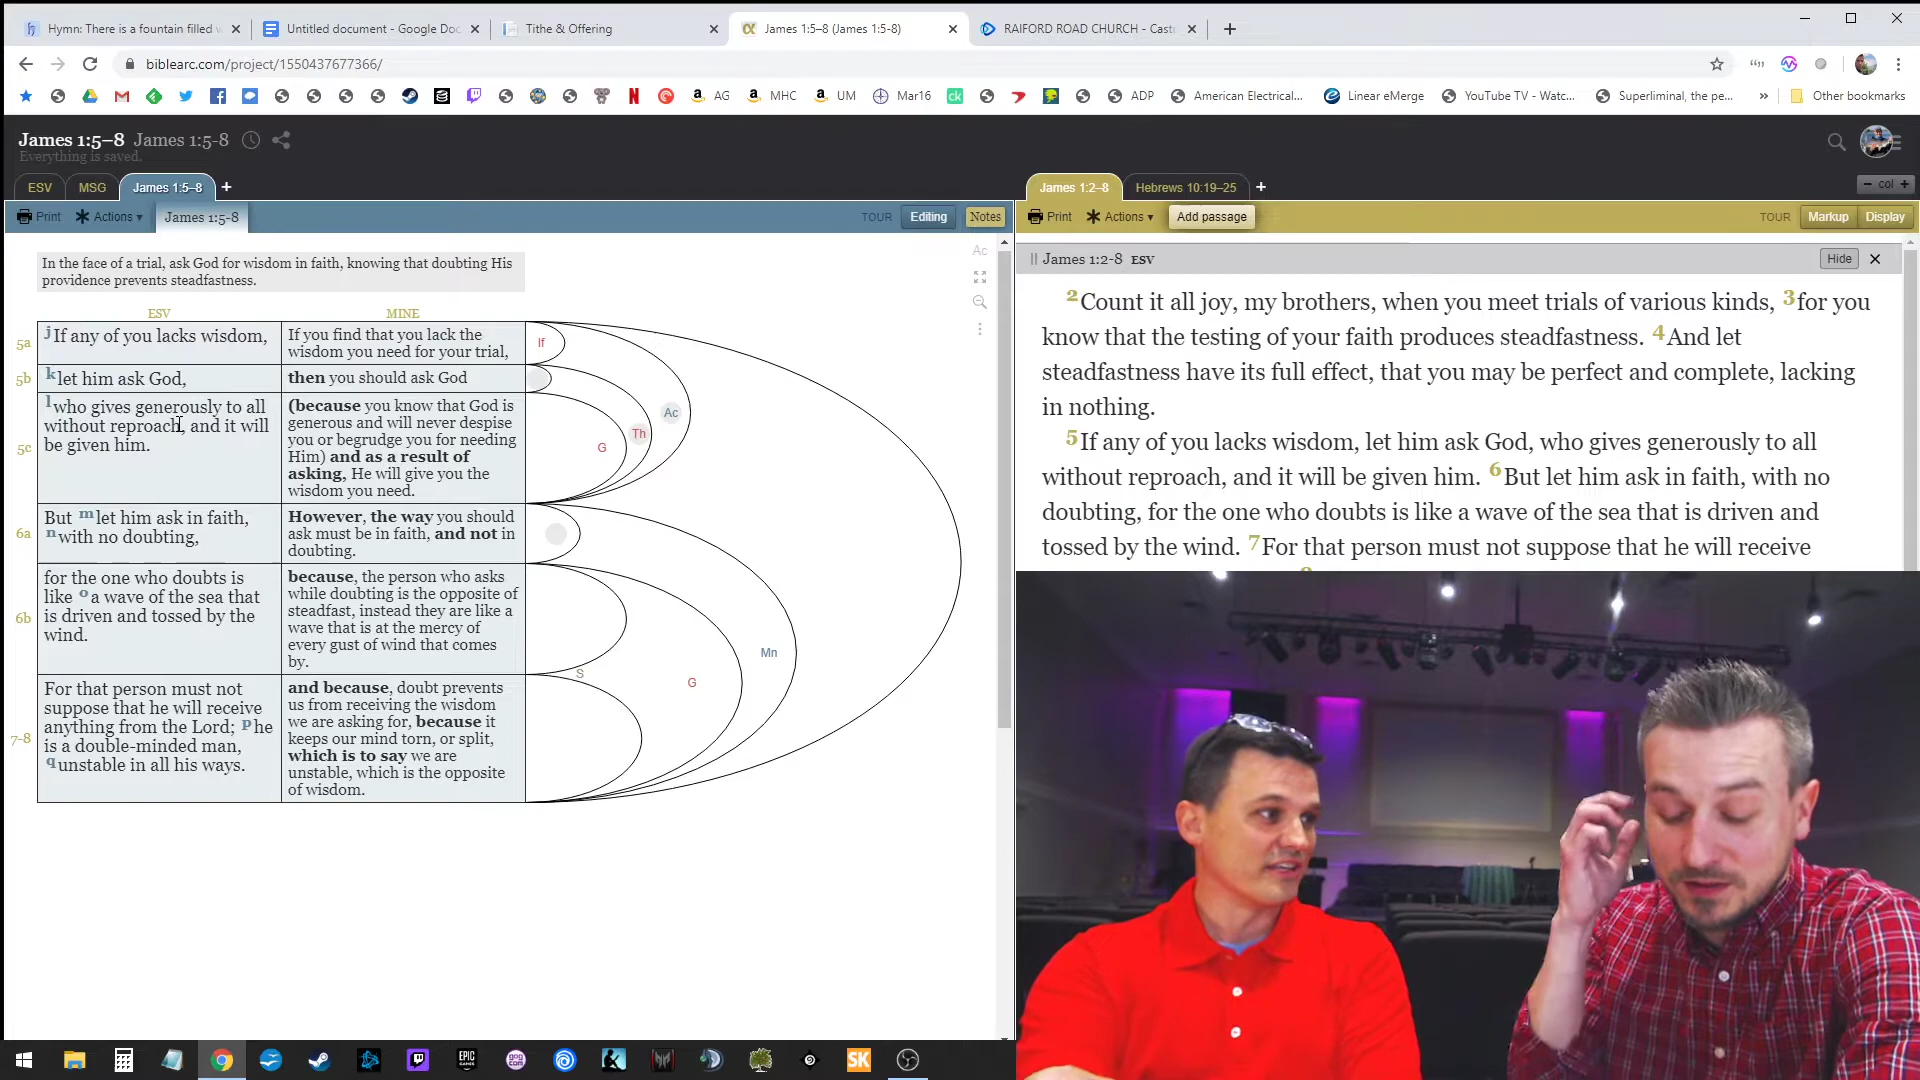 Hymn: There is a fountain filled w
Untitled document - Google Doc
Tithe & Offering
James 1:5–8 (James 1:5-8)
RAIFORD ROAD CHURCH - Cast
biblearc.com/project/1550437677366/
AG
MHC
UM
Mar16
ADP
American Electrical...
Linear eMerge
YouTube TV - Watc...
Superliminal, the pe...
»
Other bookmarks
James 1:5–8 James 1:5-8
Everything is saved.
ESV
MSG
James 1:5–8
+
James 1:2–8
Hebrews 10:19–25
+
− col +
Print
Actions
James 1:5-8
TOUR
Editing
Notes
Print
Actions
Add passage
TOUR
Markup
Display
In the face of a trial, ask God for wisdom in faith, knowing that doubting His
providence prevents steadfastness.
Ac
ESV
MINE
5a
j If any of you lacks wisdom,
If you find that you lack the
wisdom you need for your trial,
If
5b
k let him ask God,
then you should ask God
5c
l who gives generously to all
without reproach, and it will
be given him.
(because you know that God is
generous and will never despise
you or begrudge you for needing
Him) and as a result of
asking, He will give you the
wisdom you need.
G
Th
Ac
6a
But m let him ask in faith,
n with no doubting,
However, the way you should
ask must be in faith, and not in
doubting.
6b
for the one who doubts is
like o a wave of the sea that
is driven and tossed by the
wind.
because, the person who asks
while doubting is the opposite of
steadfast, instead they are like a
wave that is at the mercy of
every gust of wind that comes
by.
S
G
Mn
7-8
For that person must not
suppose that he will receive
anything from the Lord; p he
is a double-minded man,
q unstable in all his ways.
and because, doubt prevents
us from receiving the wisdom
we are asking for, because it
keeps our mind torn, or split,
which is to say we are
unstable, which is the opposite
of wisdom.
James 1:2-8 ESV
Hide
2 Count it all joy, my brothers, when you meet trials of various kinds, 3 for you
know that the testing of your faith produces steadfastness. 4 And let
steadfastness have its full effect, that you may be perfect and complete, lacking
in nothing.
5 If any of you lacks wisdom, let him ask God, who gives generously to all
without reproach, and it will be given him. 6 But let him ask in faith, with no
doubting, for the one who doubts is like a wave of the sea that is driven and
tossed by the wind. 7 For that person must not suppose that he will receive
EPIC
GAMES
gog
com
SK